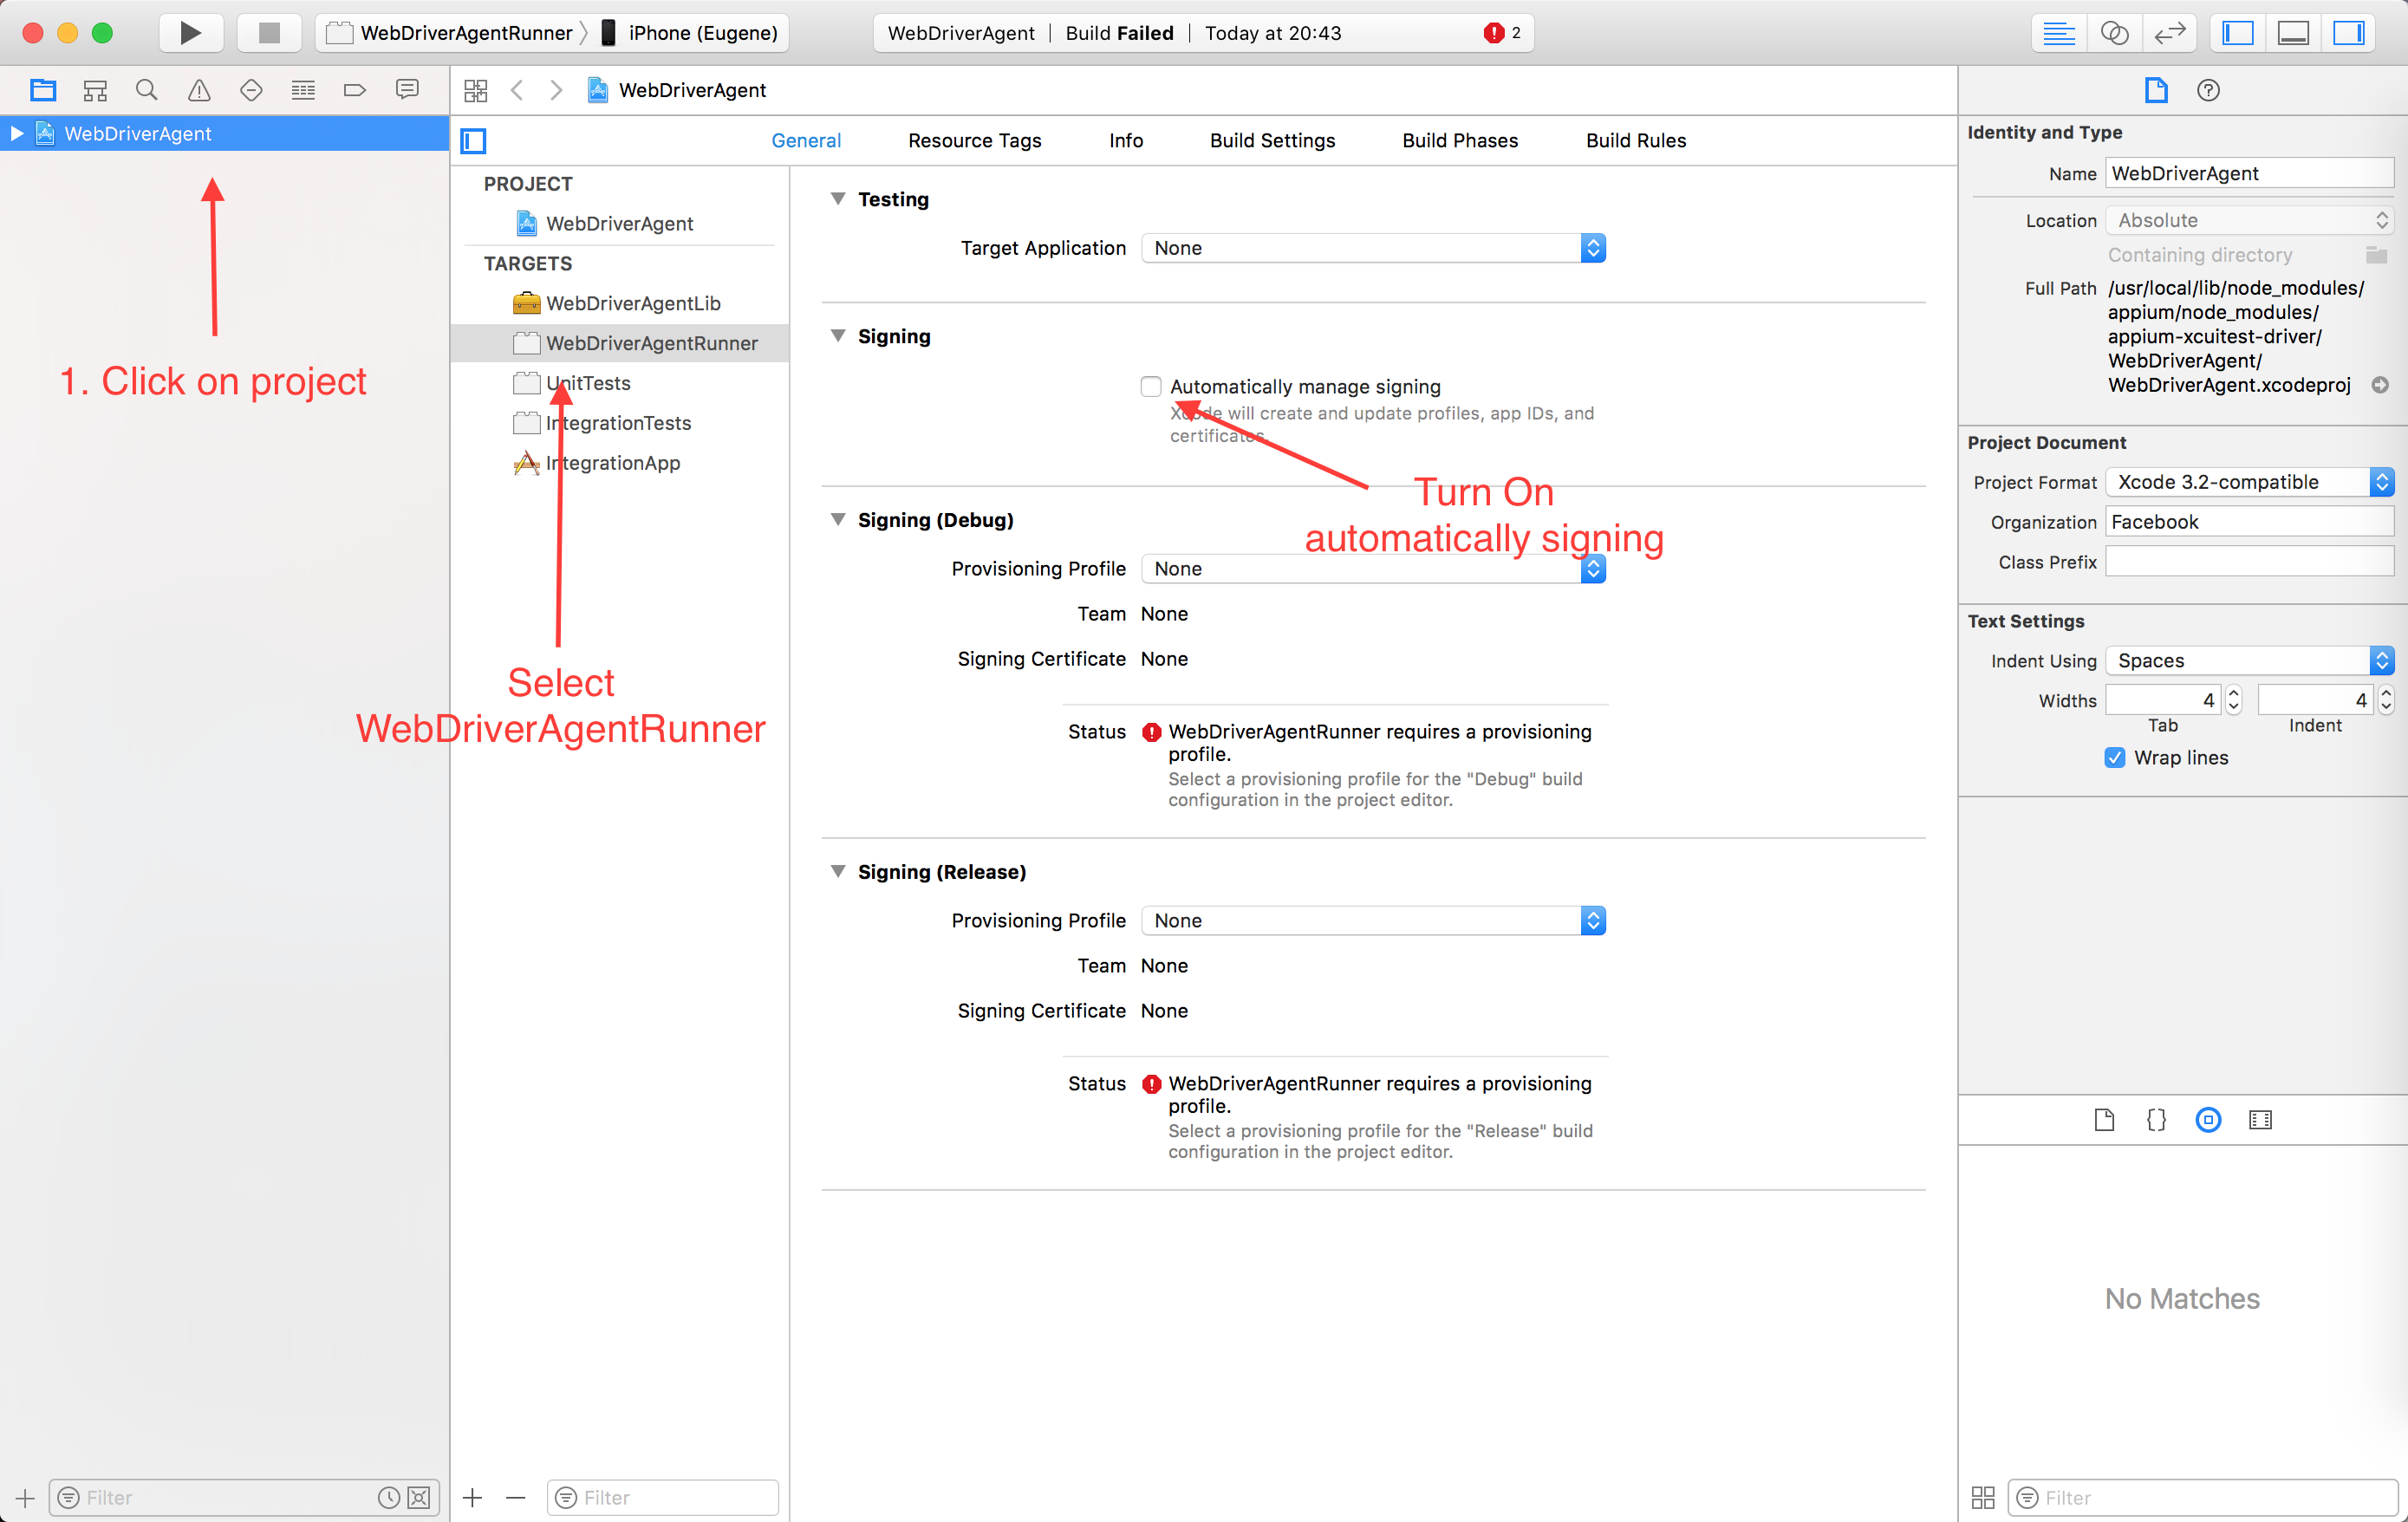 WebDriverAgentRunner
iPhone (Eugene)
WebDriverAgent
Build Failed
Today at 20:43
2
WebDriverAgent
WebDriverAgent
1. Click on project
General
Resource Tags
Info
Build Settings
Build Phases
Build Rules
PROJECT
WebDriverAgent
TARGETS
WebDriverAgentLib
WebDriverAgentRunner
UnitTests
IntegrationTests
IntegrationApp
Select
WebDriverAgentRunner
Testing
Target Application
None
Signing
Automatically manage signing
Xcode will create and update profiles, app IDs, and
certificates.
Turn On
automatically signing
Signing (Debug)
Provisioning Profile
None
Team
None
Signing Certificate
None
Status
WebDriverAgentRunner requires a provisioning
profile.
Select a provisioning profile for the "Debug" build
configuration in the project editor.
Signing (Release)
Provisioning Profile
None
Team
None
Signing Certificate
None
Status
WebDriverAgentRunner requires a provisioning
profile.
Select a provisioning profile for the "Release" build
configuration in the project editor.
Identity and Type
Name
WebDriverAgent
Location
Absolute
Containing directory
Full Path
/usr/local/lib/node_modules/
appium/node_modules/
appium-xcuitest-driver/
WebDriverAgent/
WebDriverAgent.xcodeproj
Project Document
Project Format
Xcode 3.2-compatible
Organization
Facebook
Class Prefix
Text Settings
Indent Using
Spaces
Widths
4
4
Tab
Indent
Wrap lines
No Matches
Filter
Filter
Filter